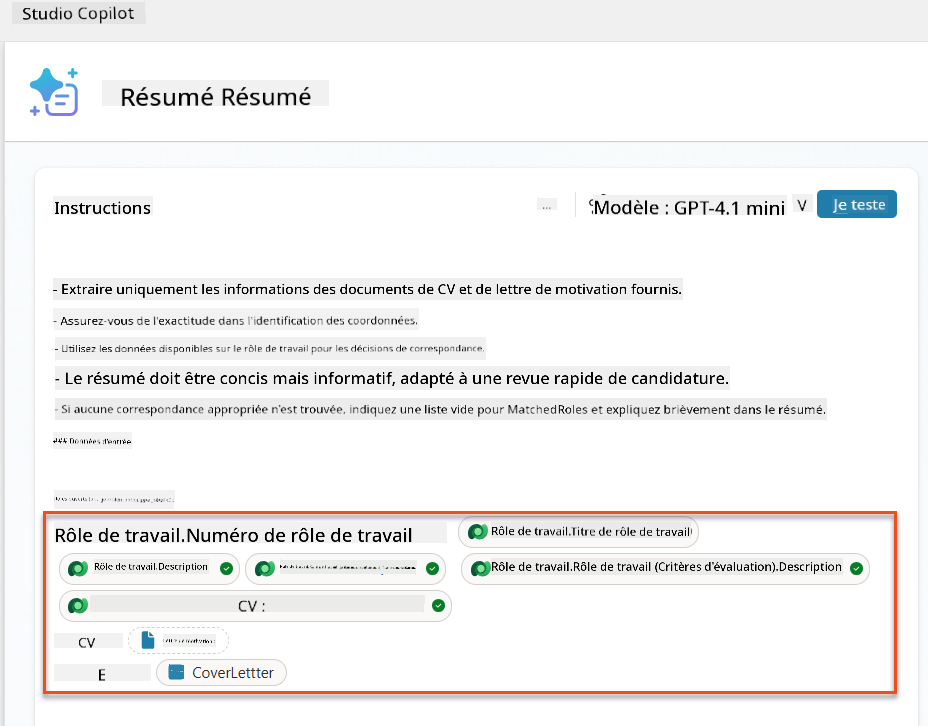 Studio Copilot
Résumé Résumé
Instructions
... Modèle : GPT-4.1 mini V Je teste
- Extraire uniquement les informations des documents de CV et de lettre de motivation fournis.
- Assurez-vous de l'exactitude dans l'identification des coordonnées.
- Utilisez les données disponibles sur le rôle de travail pour les décisions de correspondance.
- Le résumé doit être concis mais informatif, adapté à une revue rapide de candidature.
- Si aucune correspondance appropriée n'est trouvée, indiquez une liste vide pour MatchedRoles et expliquez brièvement dans le résumé.
### Données d'entrée
Rôle de travail.Numéro de rôle de travail Rôle de travail.Titre de rôle de travail
Rôle de travail.Description Rôle de travail.Rôle de travail (Critères d'évaluation).Description
CV :
CV Lettre de motivation :
E CoverLettter